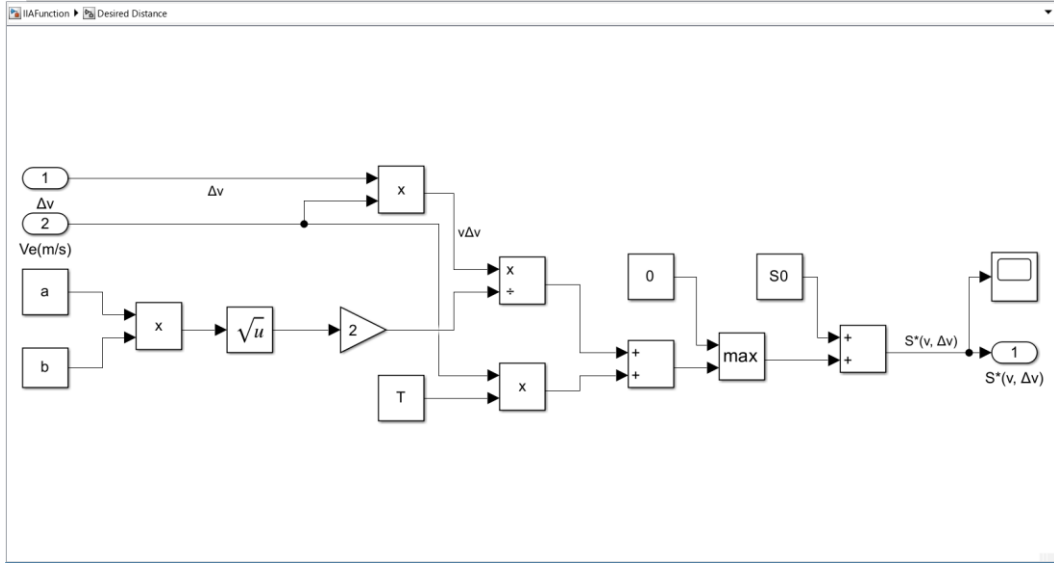 IIAFunction ▶ Desired Distance
1
Δv
Δv
x
2
Ve(m/s)
vΔv
a
b
x
√u
2
x
÷
T
x
0
+
+
max
S0
+
+
S*(v, Δv)
1
S*(v, Δv)